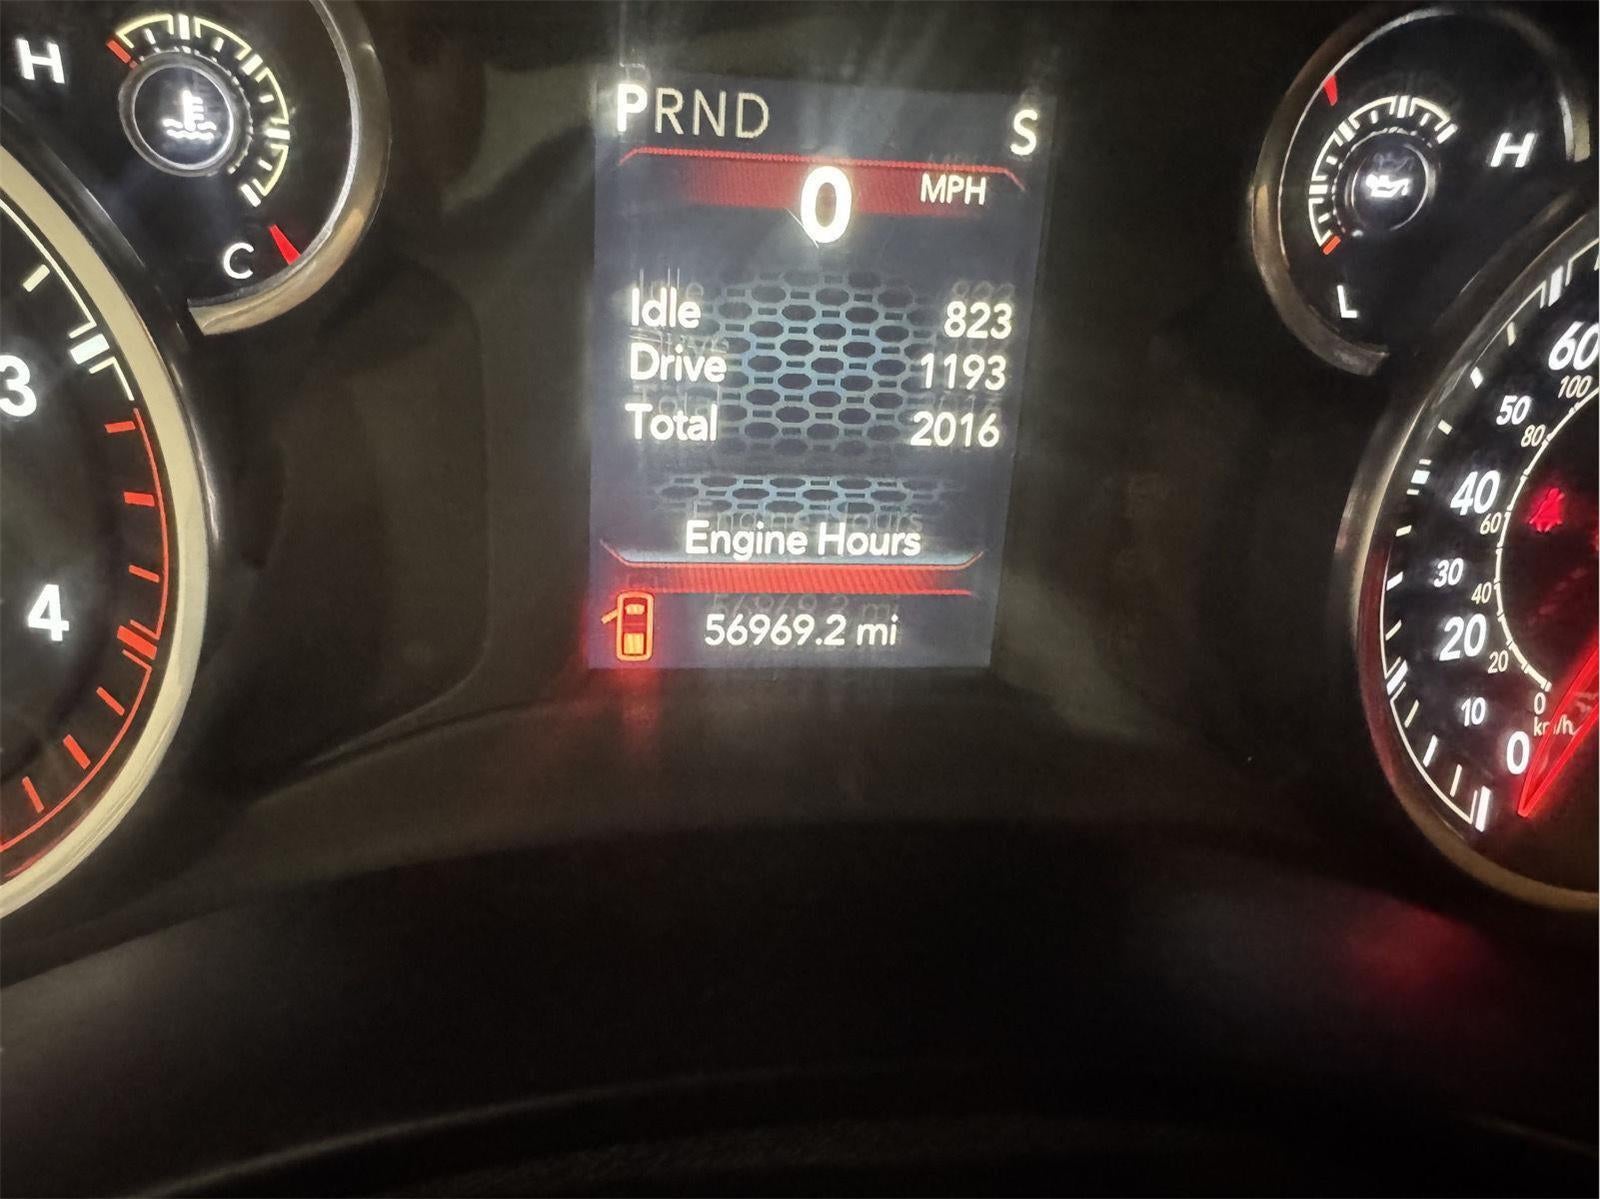 H
C
3
4
PRND
S
0 MPH
Idle 823
Drive 1193
Total 2016
Engine Hours
56969.2 mi
H
L
60
100
50
80
40
60
30
40
20
20
10
0
km/h
0